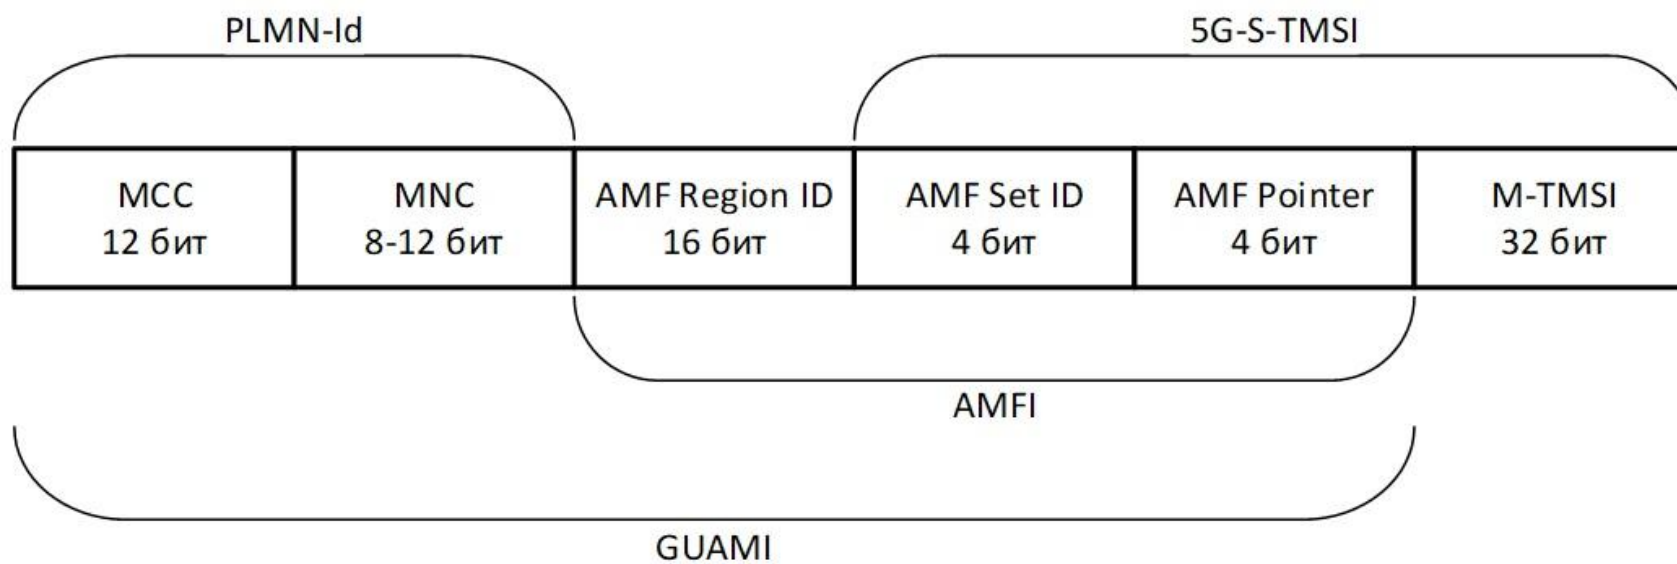 PLMN-Id
5G-S-TMSI
MCC
12 бит
MNC
8-12 бит
AMF Region ID
16 бит
AMF Set ID
4 бит
AMF Pointer
4 бит
M-TMSI
32 бит
AMFI
GUAMI